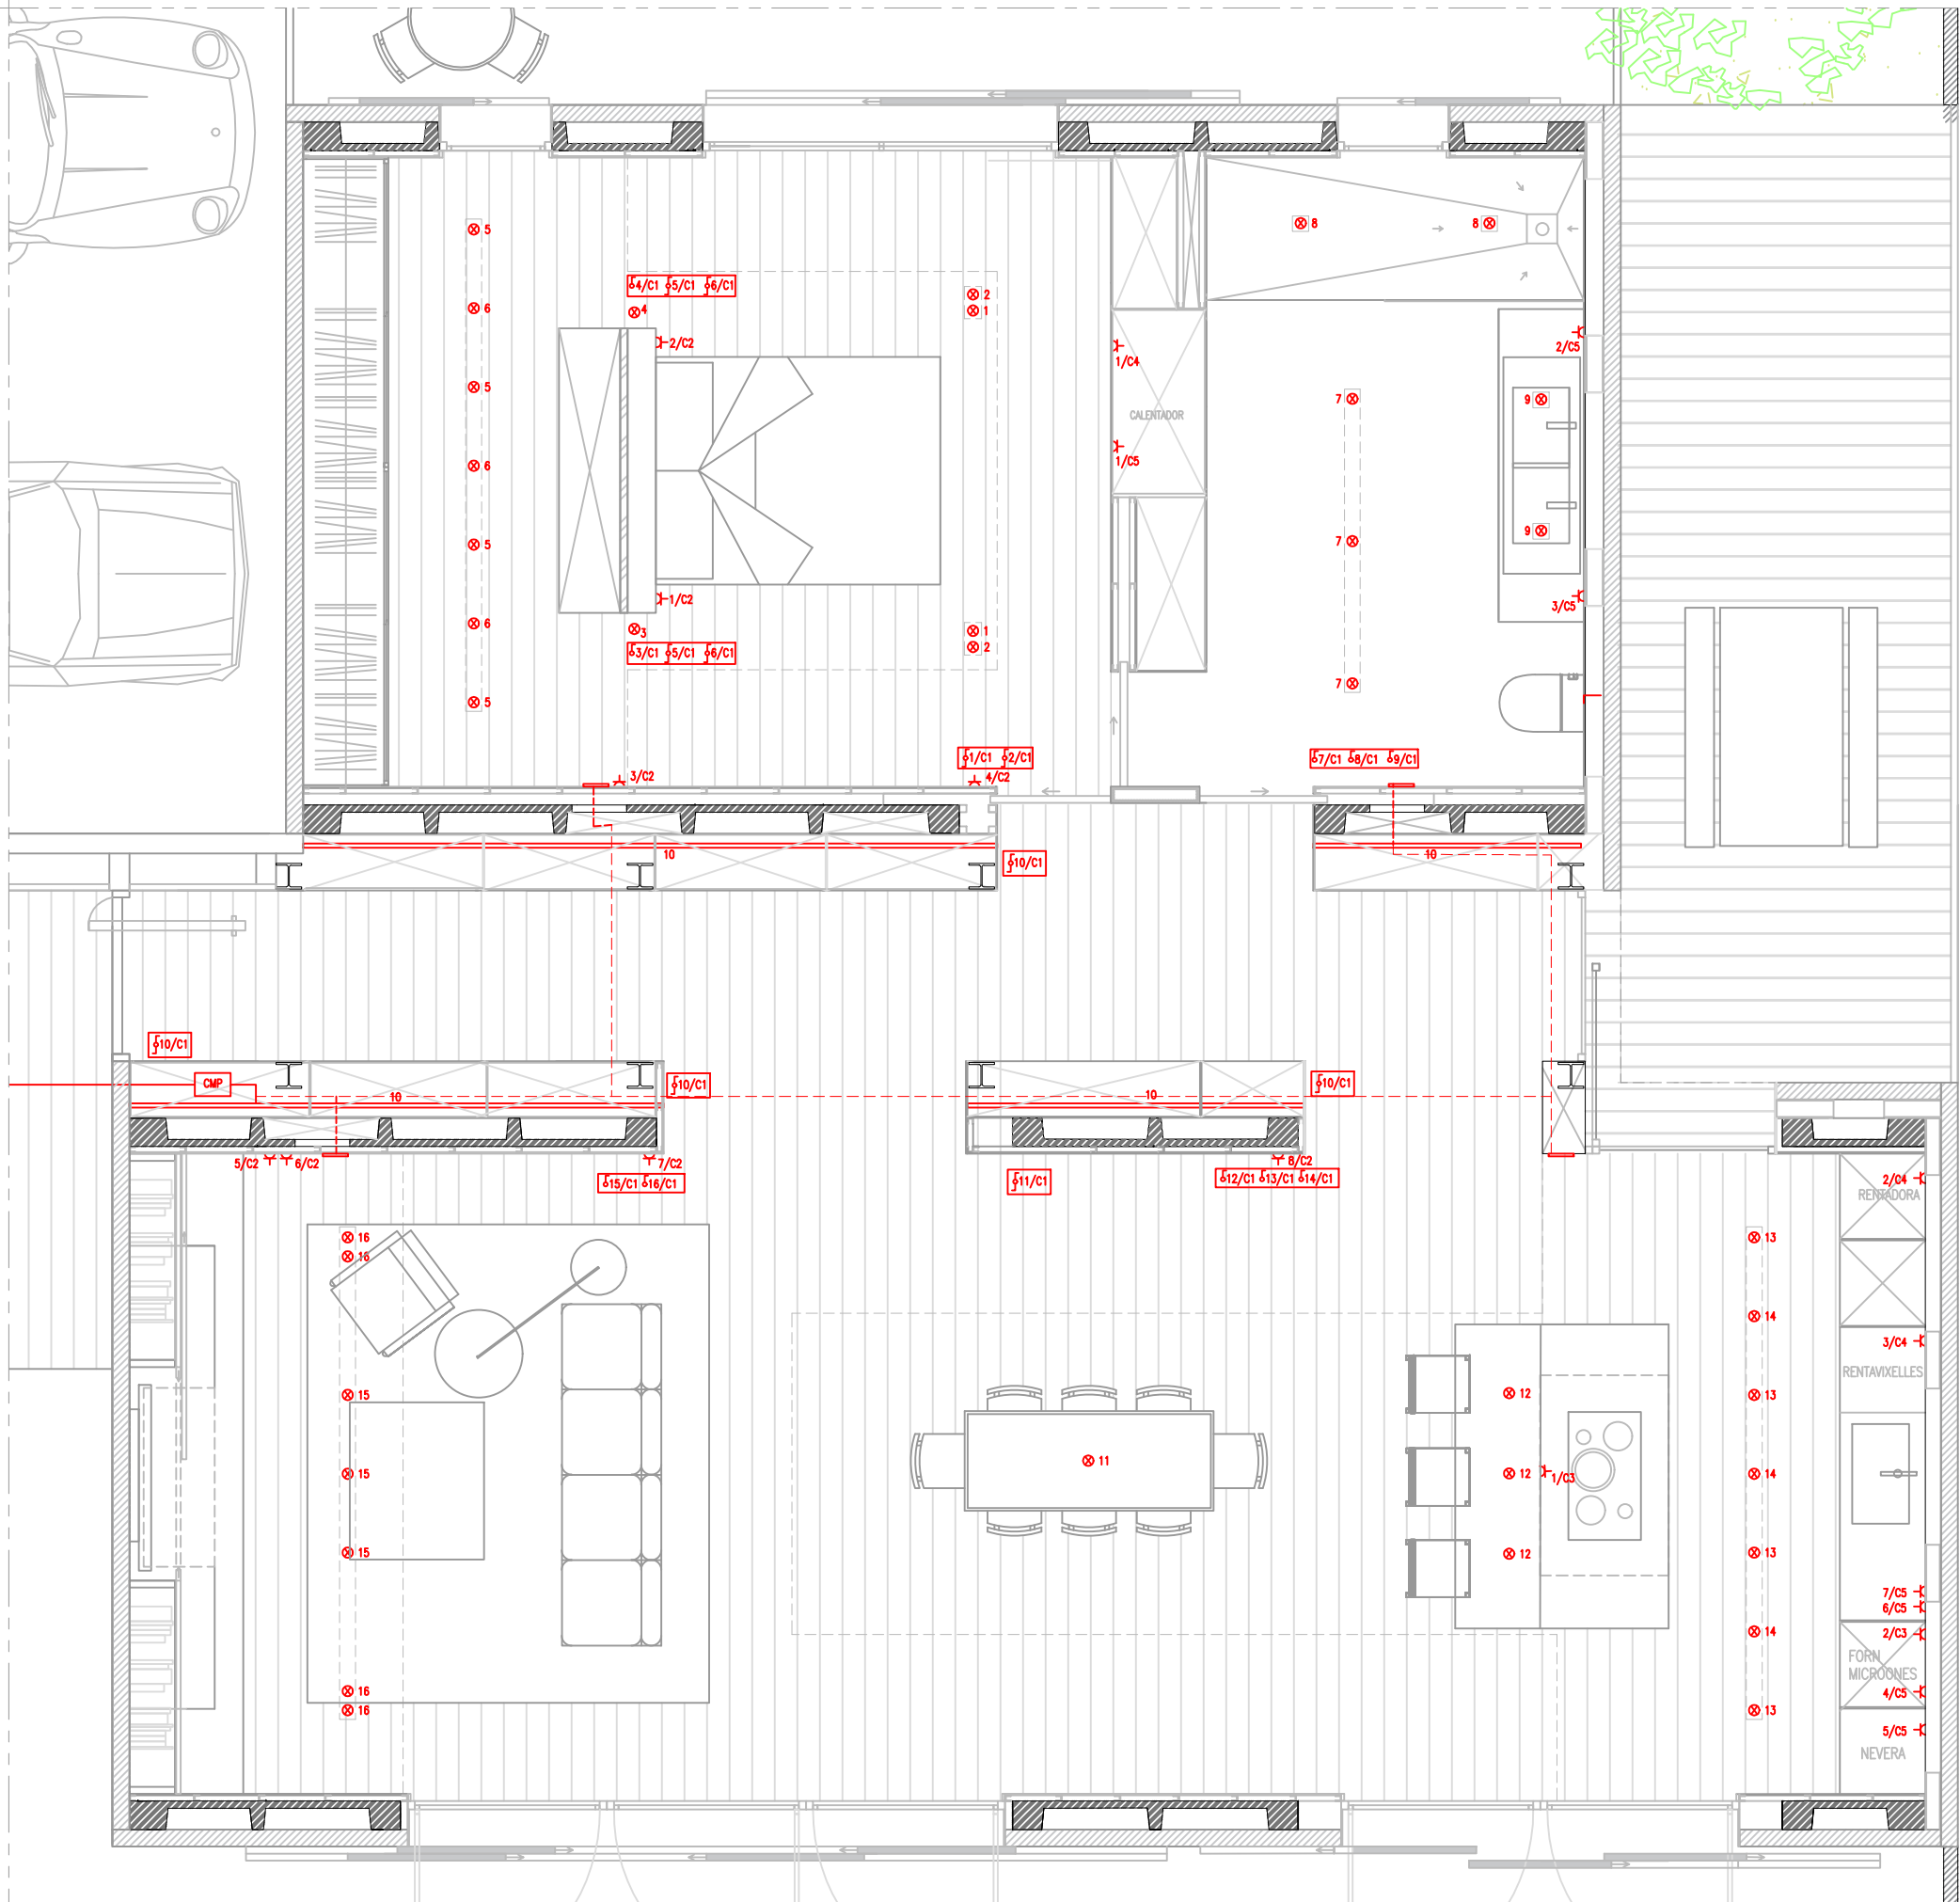 5
8
8
4/C1 5/C1 6/C1
2
1
6
4
2/C2
2/C5
1/C4
5
7
9
CALENTADOR
1/C5
6
9
5
7
1/C2
3/C5
6
3
1
2
3/C1 5/C1 6/C1
7
5
1/C1 2/C1
7/C1 8/C1 9/C1
3/C2
4/C2
10
10
10/C1
10/C1
CMP
10
10/C1
10
10/C1
5/C2
6/C2
7/C2
8/C2
15/C1 16/C1
11/C1
12/C1 13/C1 14/C1
2/C4
RENTADORA
16
16
13
14
3/C4
RENTAVIXELLES
15
12
13
11
15
12
1/C3
14
15
12
13
7/C5
6/C5
14
2/C3
FORN
MICROONES
16
4/C5
16
13
5/C5
NEVERA